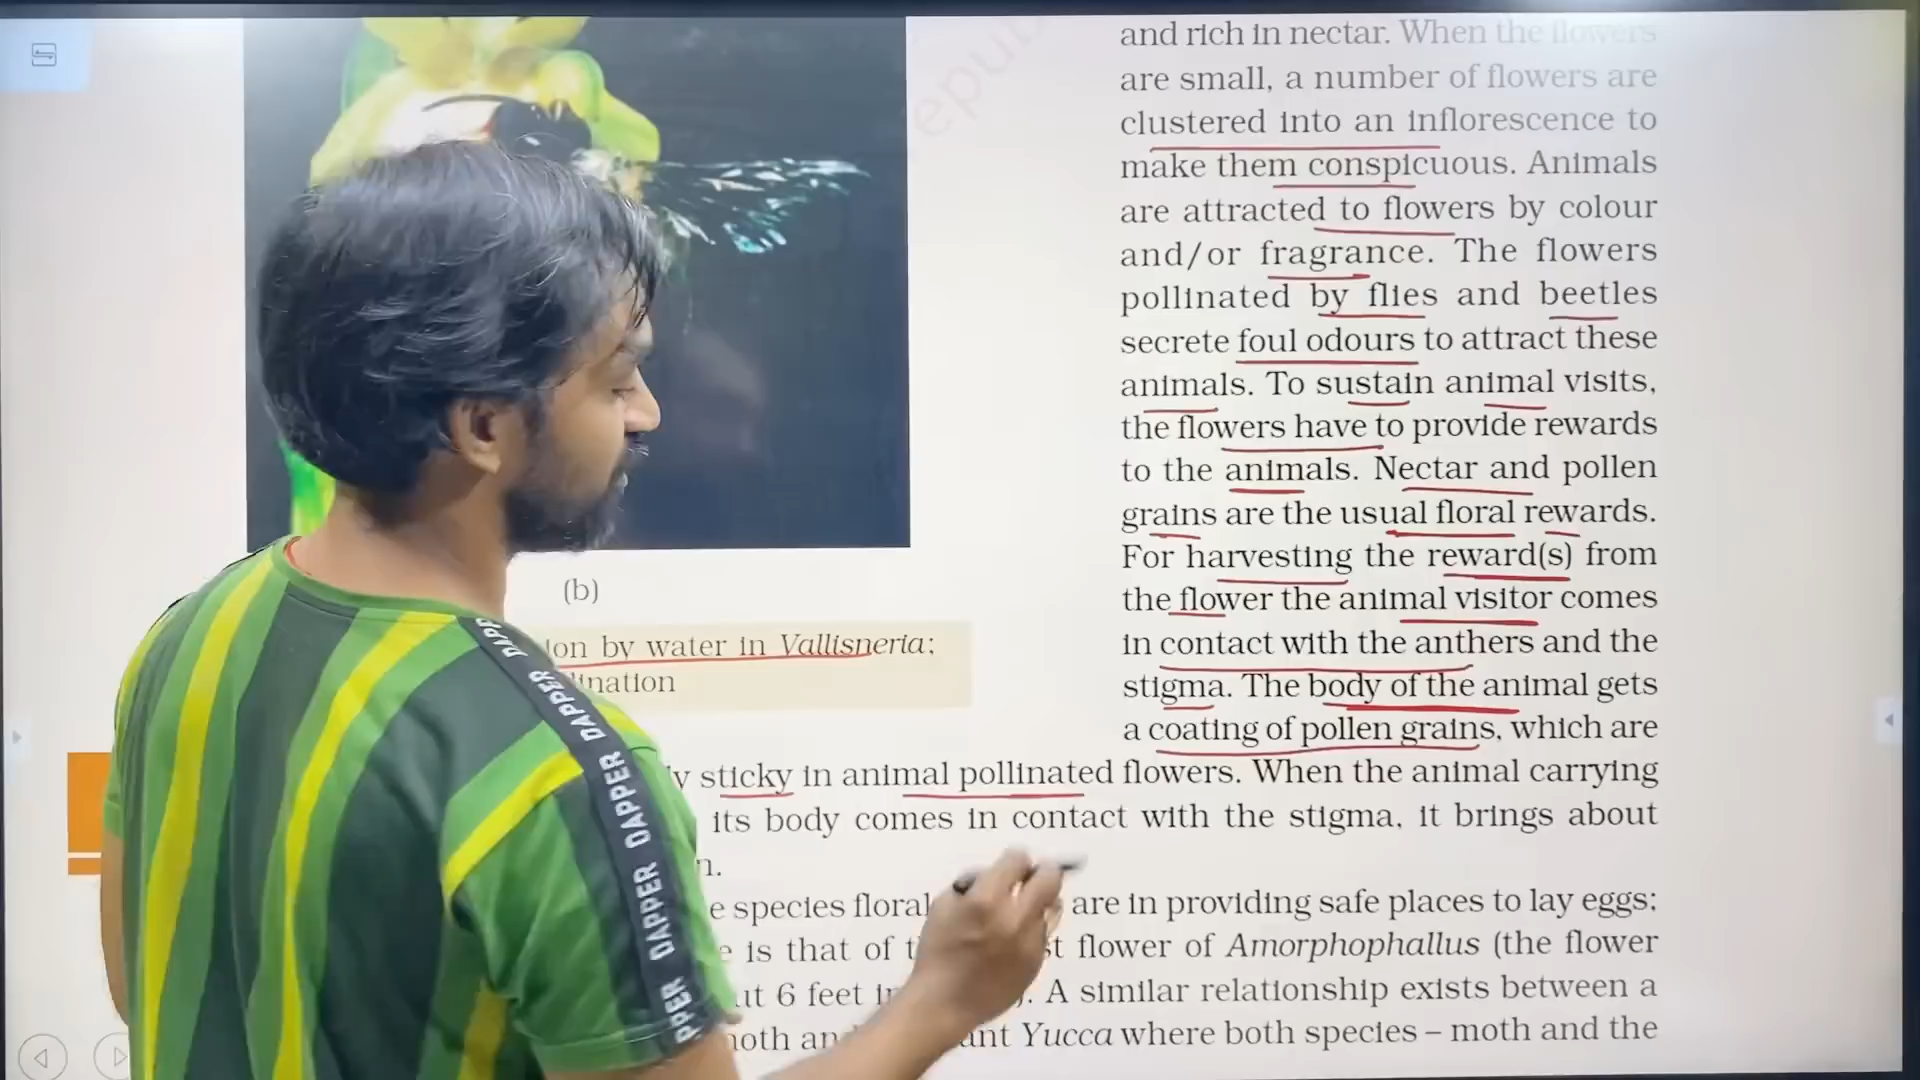 and rich in nectar. When the flowers
are small, a number of flowers are
clustered into an inflorescence to
make them conspicuous. Animals
are attracted to flowers by colour
and/or fragrance. The flowers
pollinated by flies and beetles
secrete foul odours to attract these
animals. To sustain animal visits,
the flowers have to provide rewards
to the animals. Nectar and pollen
grains are the usual floral rewards.
For harvesting the reward(s) from
the flower the animal visitor comes
in contact with the anthers and the
stigma. The body of the animal gets
a coating of pollen grains, which are
sticky in animal pollinated flowers. When the animal carrying
its body comes in contact with the stigma, it brings about
species floral are in providing safe places to lay eggs;
is that of flower of Amorphophallus (the flower
6 feet A similar relationship exists between a
Yucca where both species – moth and the
(b)
by water in Vallisneria;
DAPPER DAPPER DAPPER DAPPER DAPPER